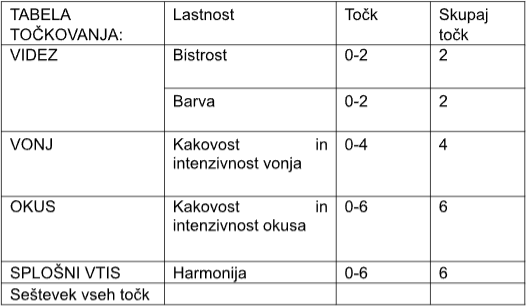 TABELA TOČKOVANJA: Lastnost Točk Skupaj točk
VIDEZ Bistrost 0-2 2
Barva 0-2 2
VONJ Kakovost in intenzivnost vonja 0-4 4
OKUS Kakovost in intenzivnost okusa 0-6 6
SPLOŠNI VTIS Harmonija 0-6 6
Seštevek vseh točk